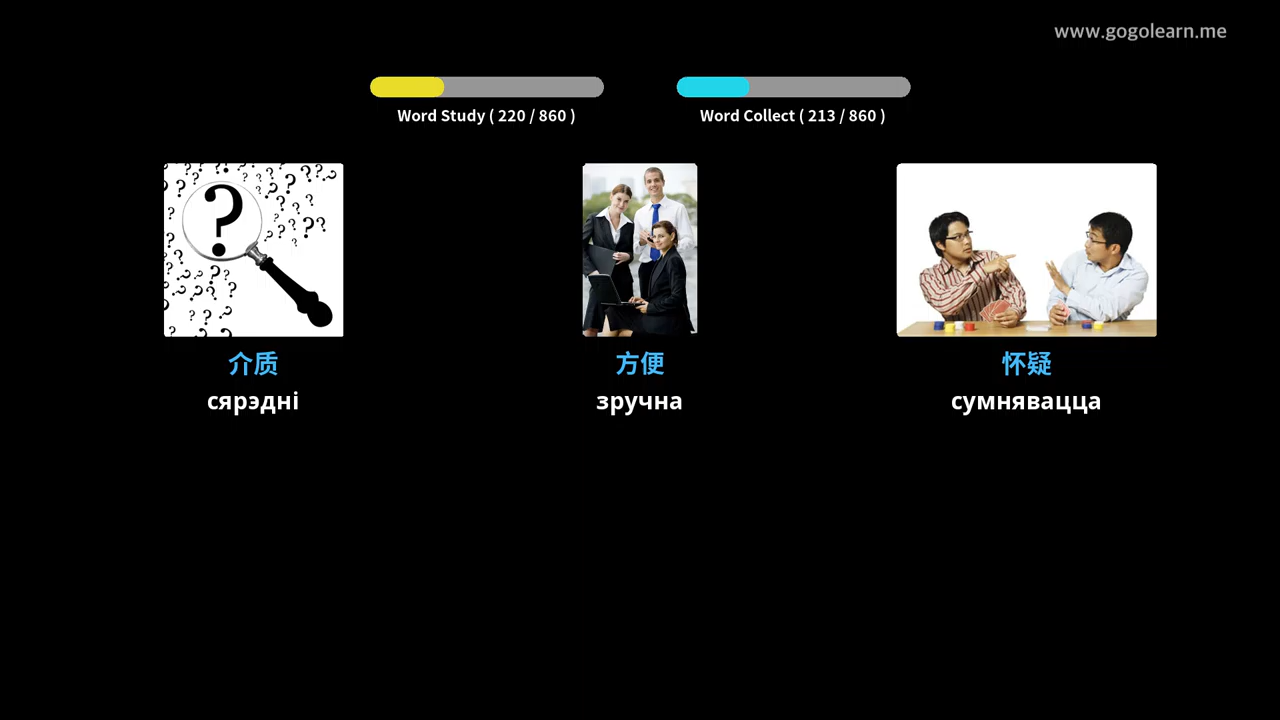 www.gogolearn.me
Word Study ( 220 / 860 )
Word Collect ( 213 / 860 )
介质
сярэдні
方便
зручна
怀疑
сумнявацца